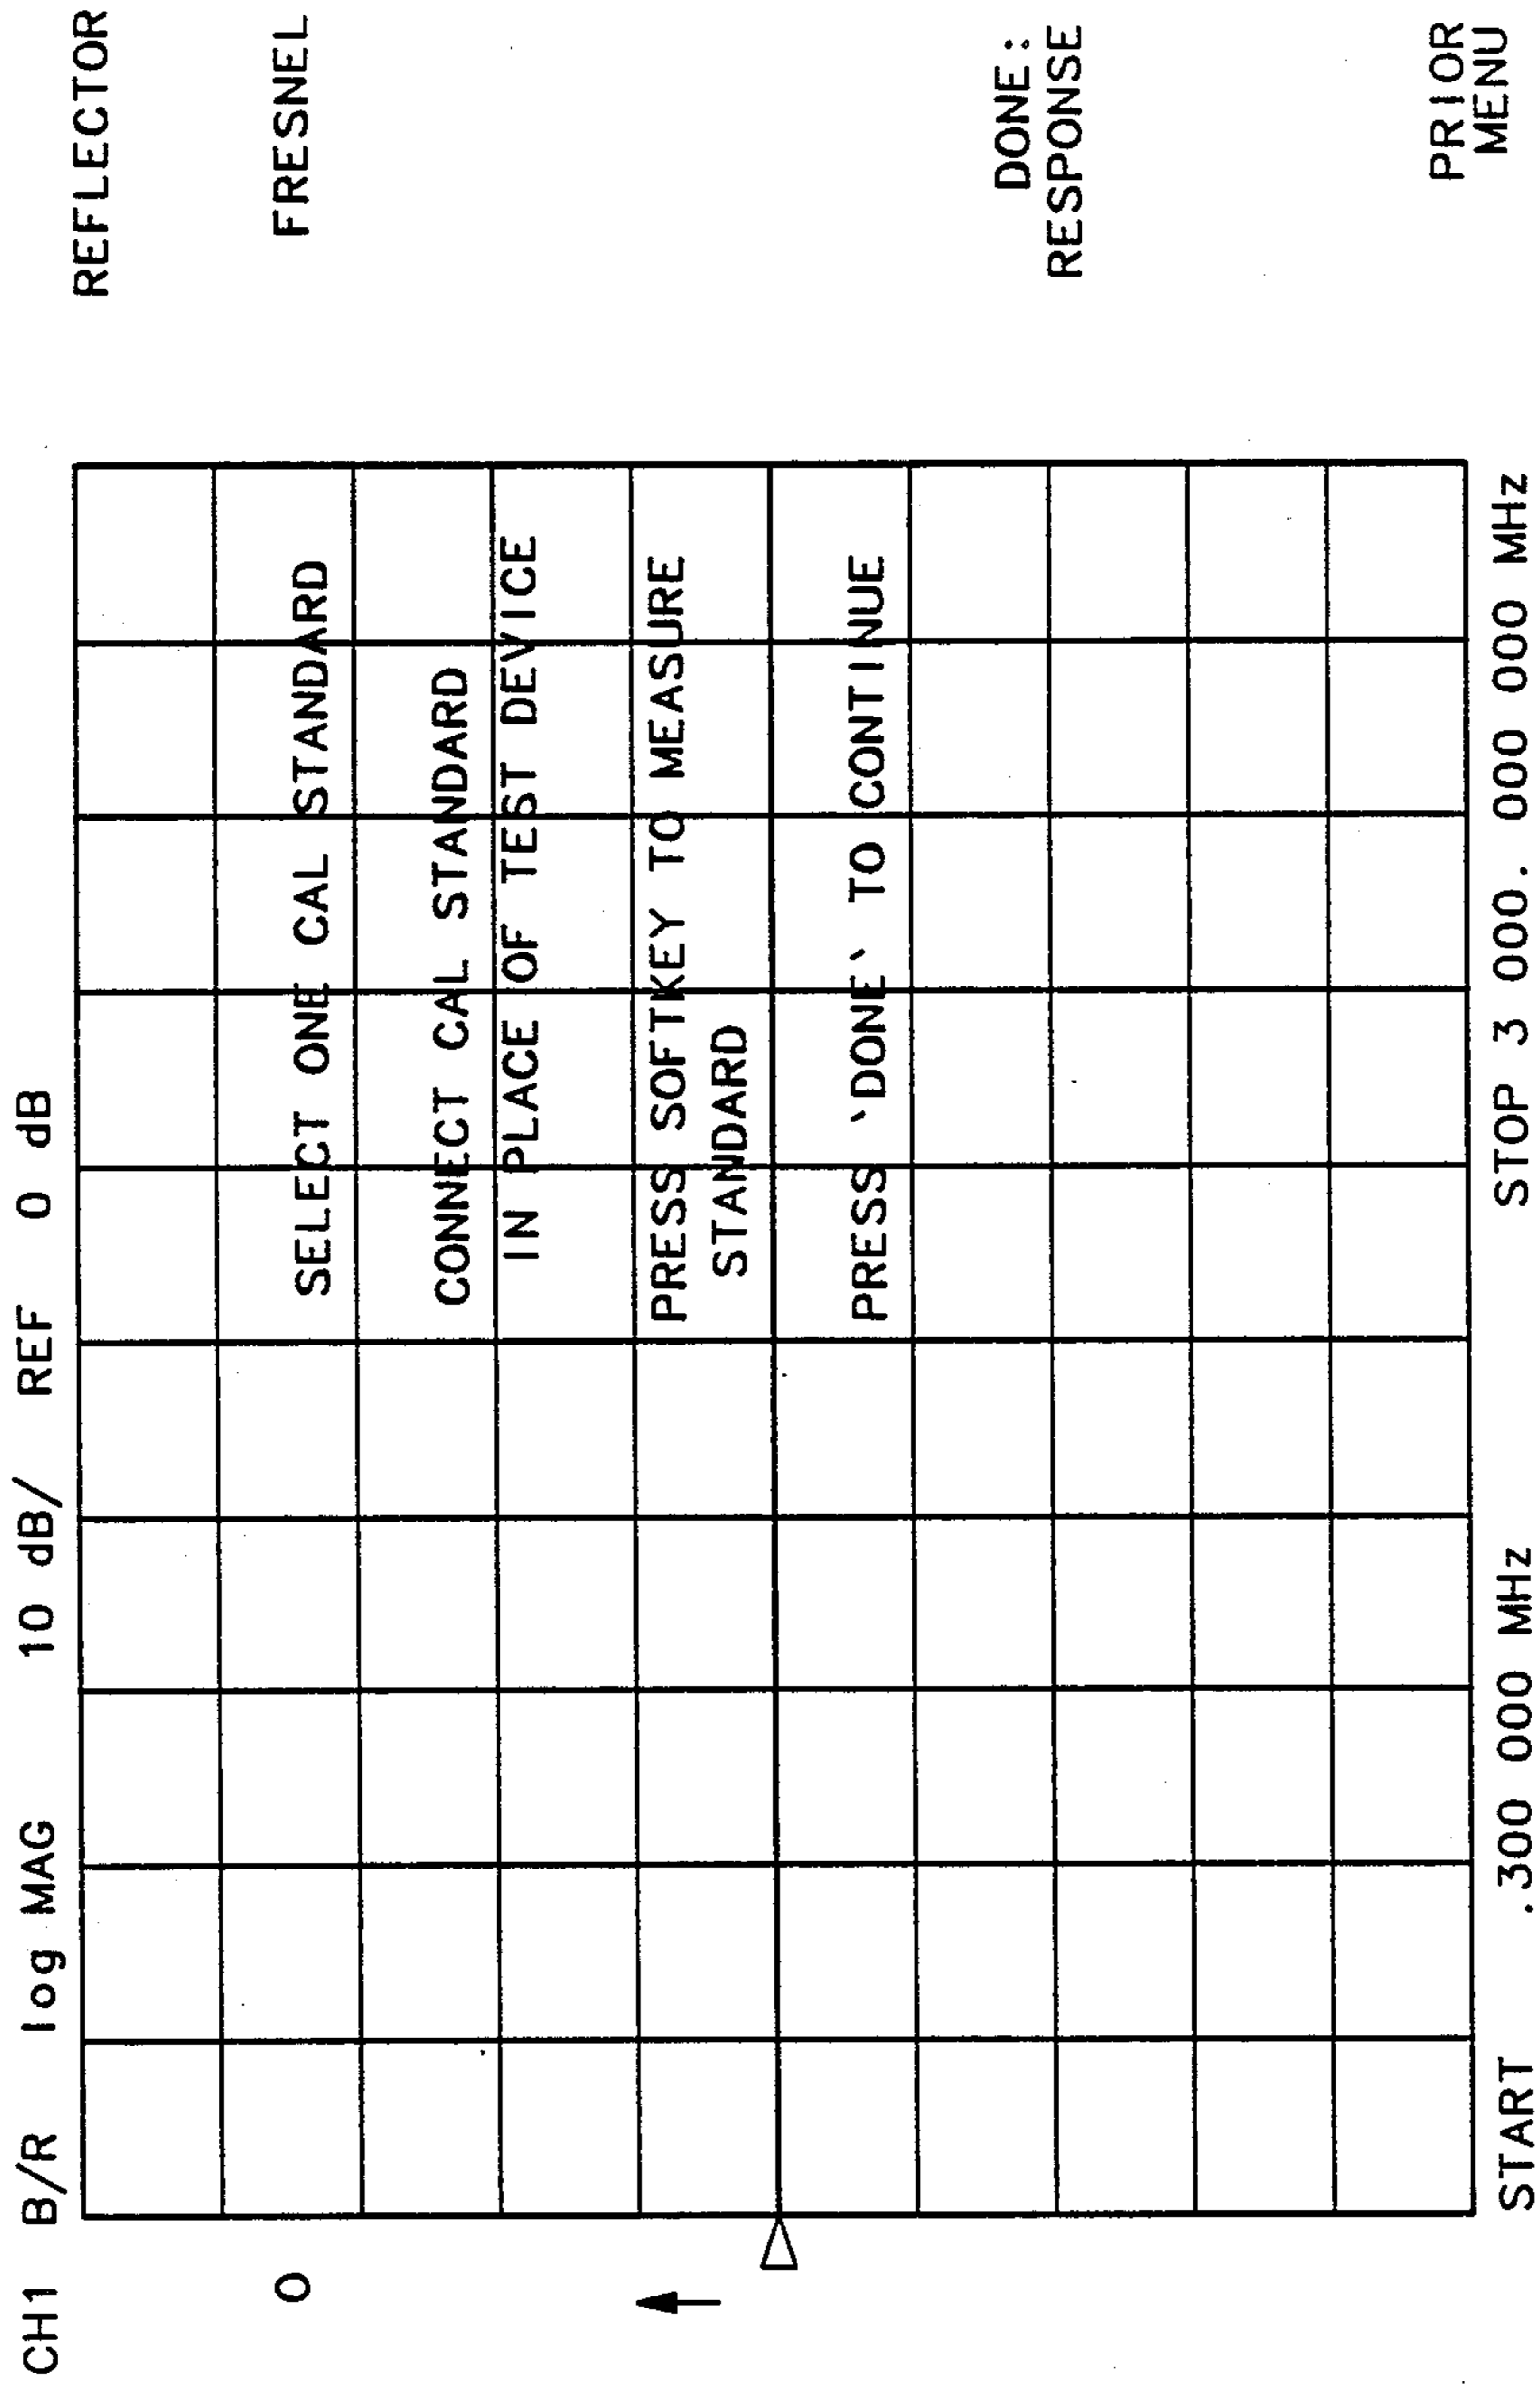 CH1 B/R log MAG 10 dB/ REF 0 dB
REFLECTOR
O
FRESNEL
SELECT ONE CAL STANDARD
CONNECT CAL STANDARD
IN PLACE OF TEST DEVICE
PRESS SOFTKEY TO MEASURE
STANDARD
PRESS `DONE` TO CONTINUE
DONE:
RESPONSE
PRIOR
MENU
START .300 000 MHz STOP 3 000. 000 000 MHz